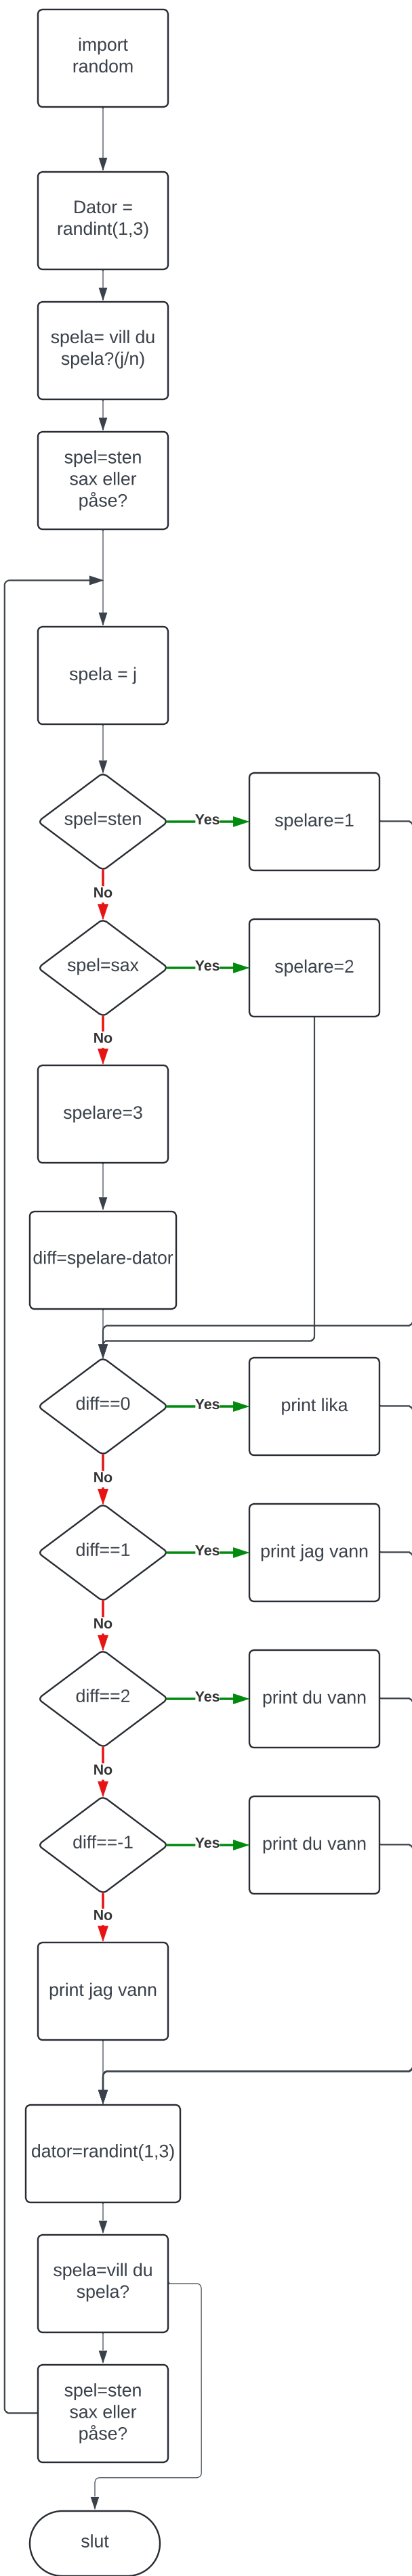 import
random
Dator =
randint(1,3)
spela= vill du
spela?(j/n)
spel=sten
sax eller
påse?
spela = j
spel=sten
Yes
spelare=1
No
spel=sax
Yes
spelare=2
No
spelare=3
diff=spelare-dator
diff==0
Yes
print lika
No
diff==1
Yes
print jag vann
No
diff==2
Yes
print du vann
No
diff==-1
Yes
print du vann
No
print jag vann
dator=randint(1,3)
spela=vill du
spela?
spel=sten
sax eller
påse?
slut